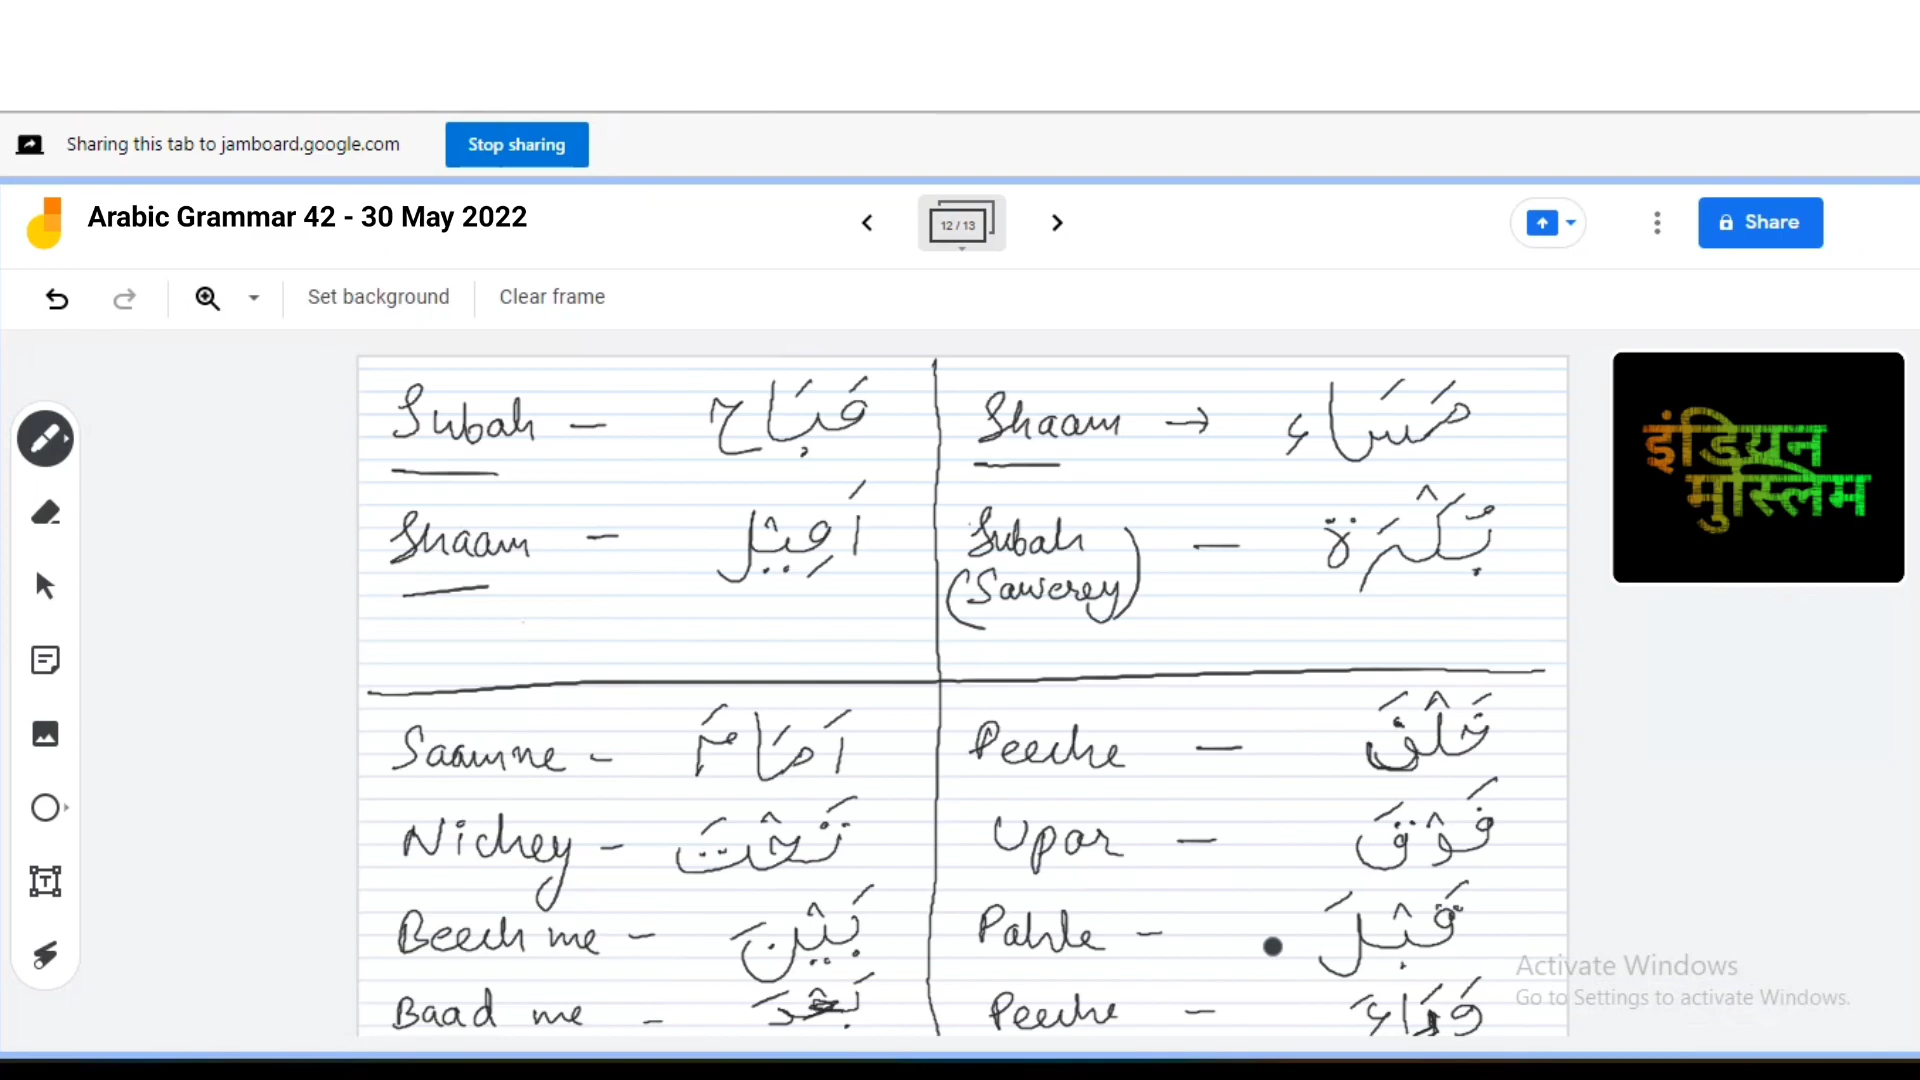 Sharing this tab to jamboard.google.com Stop sharing
Arabic Grammar 42 - 30 May 2022 12 / 13 Share
Set background Clear frame
Subah – صَبَاح Shaam → مَسَاء
Shaam – اَصِيْل Subah (Sawerey) – بُكْرَة
Saamne – اَمَامَ Peeche – خَلْفَ
Nichey – تَحْتَ Upar – فَوْقَ
Beech me – بَيْنَ Pahle – قَبْلَ
Baad me – بَعْدَ Peeche – وَرَاءَ
इंडियन
मुस्लिम
Activate Windows
Go to Settings to activate Windows.